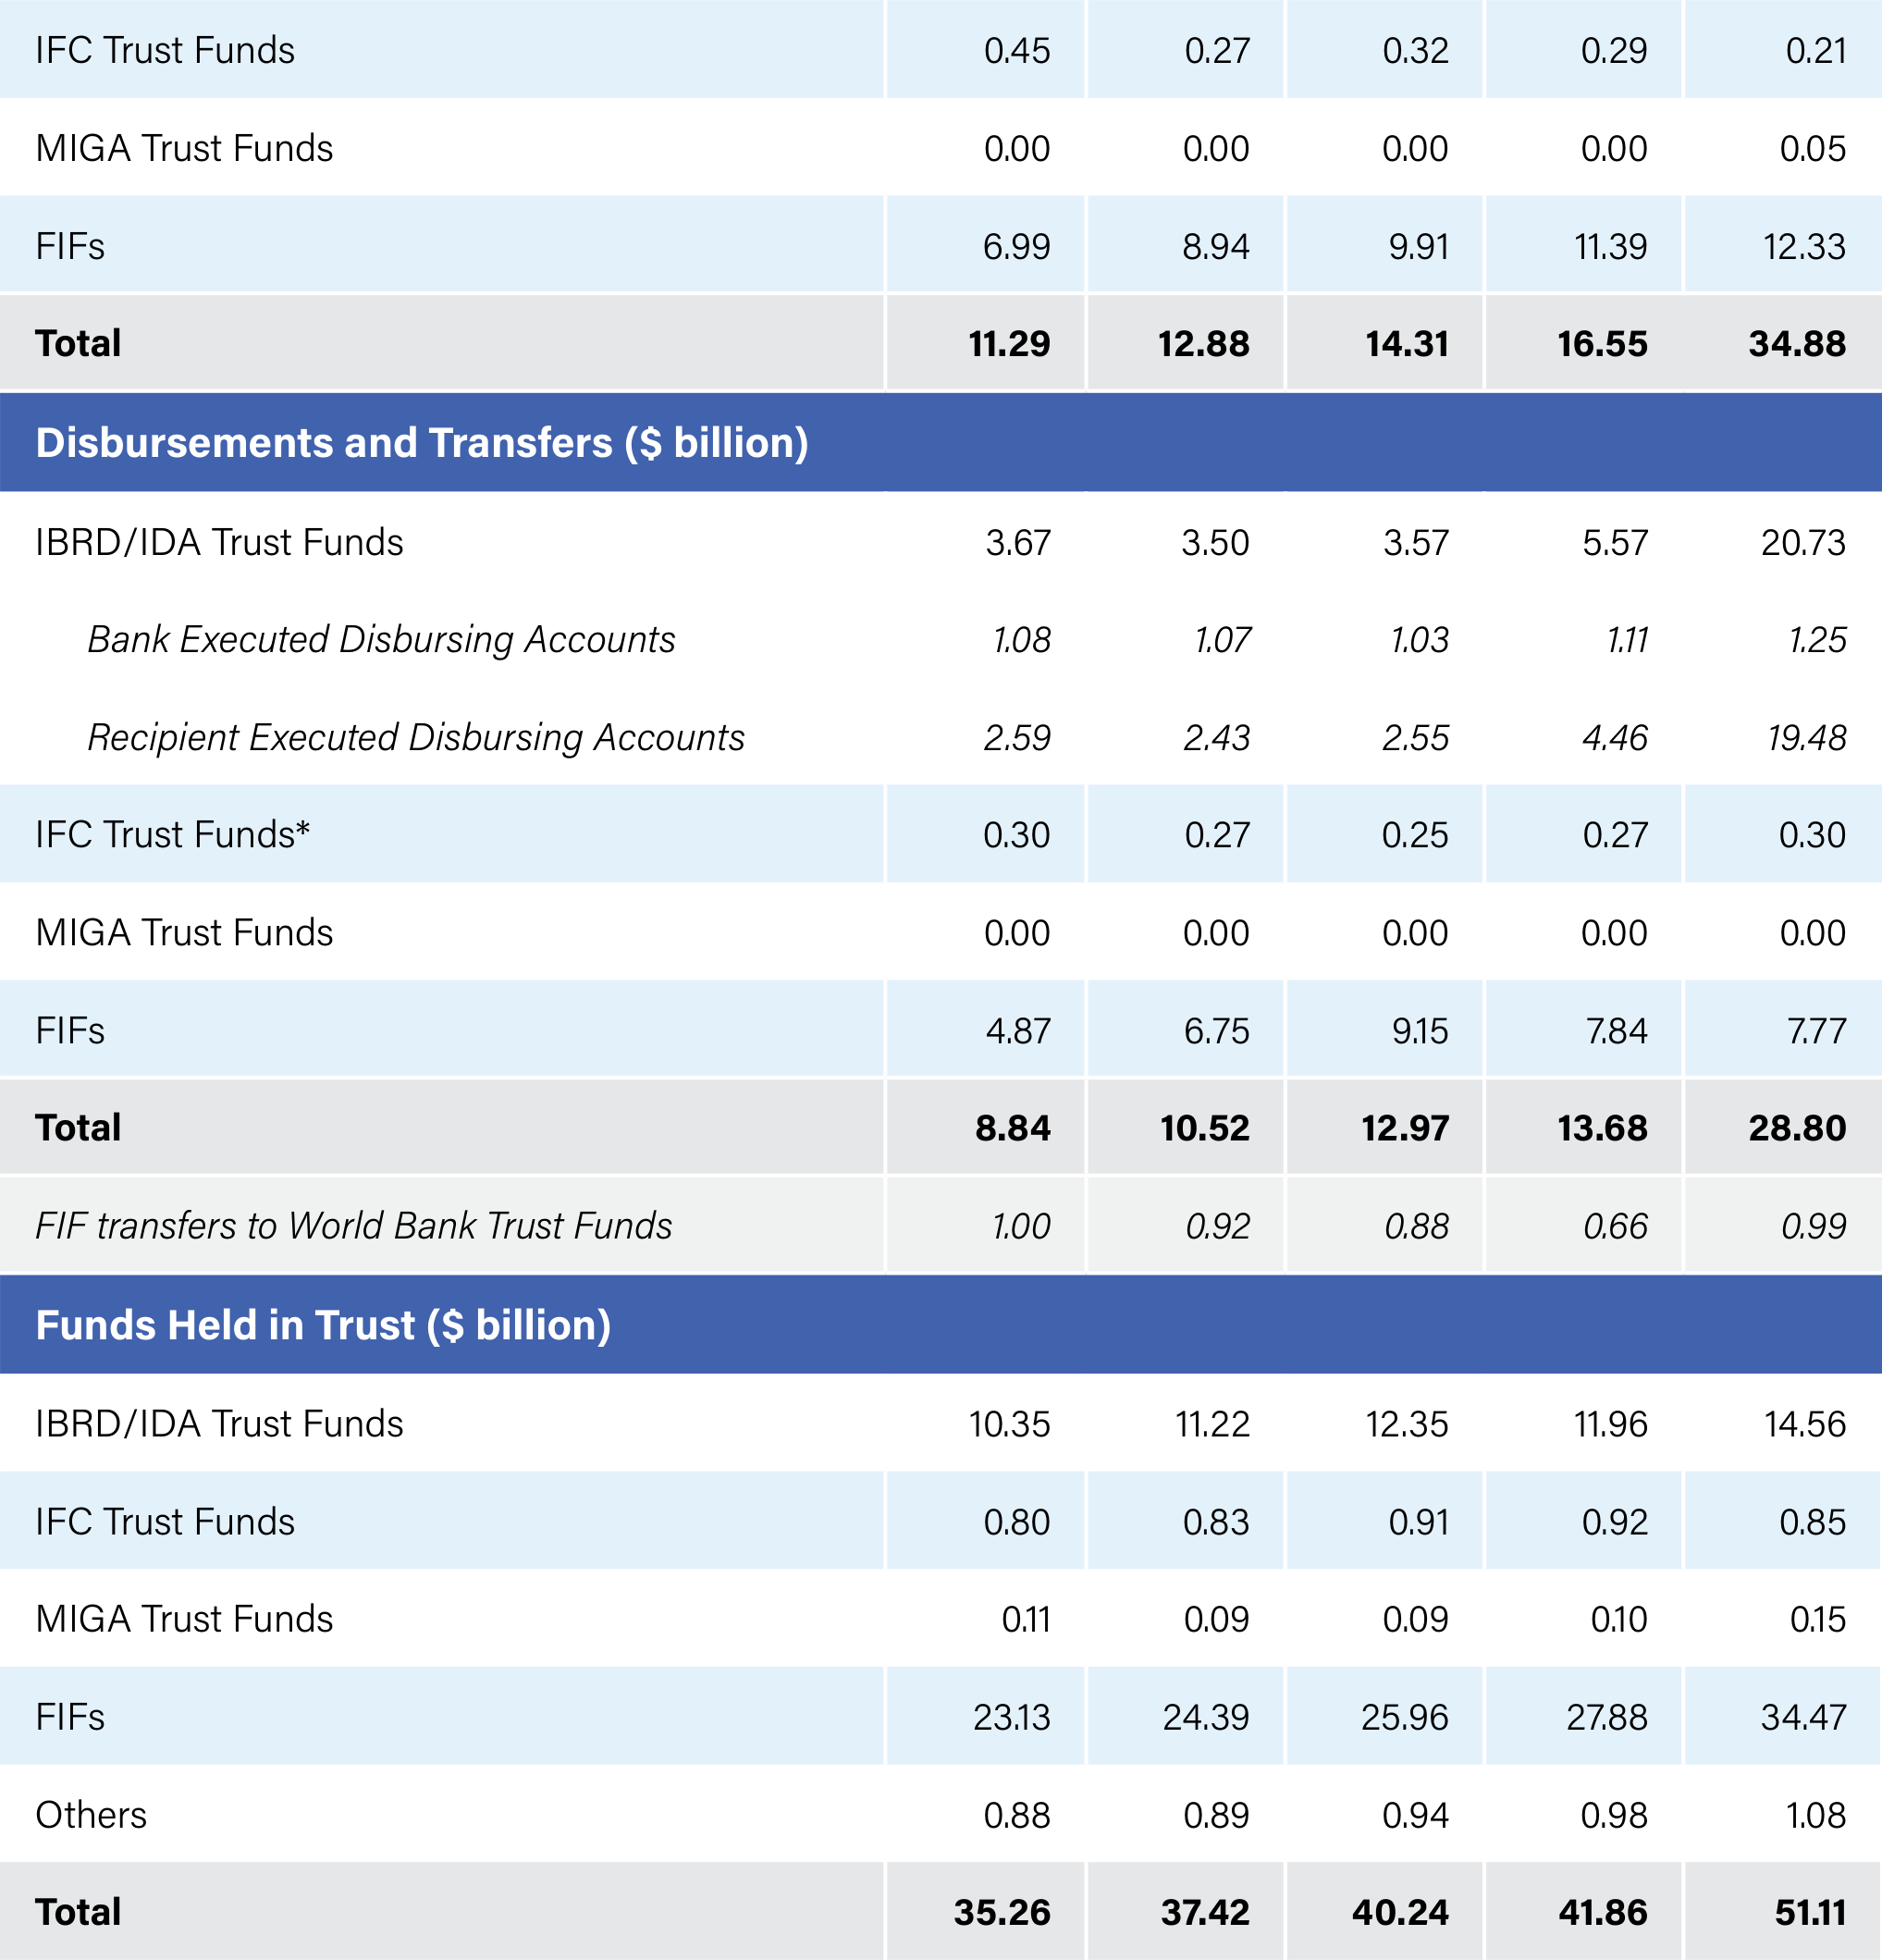 IFC Trust Funds 0.45 0.27 0.32 0.29 0.21
MIGA Trust Funds 0.00 0.00 0.00 0.00 0.05
FIFs 6.99 8.94 9.91 11.39 12.33
Total 11.29 12.88 14.31 16.55 34.88
Disbursements and Transfers ($ billion)
IBRD/IDA Trust Funds 3.67 3.50 3.57 5.57 20.73
Bank Executed Disbursing Accounts 1.08 1.07 1.03 1.11 1.25
Recipient Executed Disbursing Accounts 2.59 2.43 2.55 4.46 19.48
IFC Trust Funds* 0.30 0.27 0.25 0.27 0.30
MIGA Trust Funds 0.00 0.00 0.00 0.00 0.00
FIFs 4.87 6.75 9.15 7.84 7.77
Total 8.84 10.52 12.97 13.68 28.80
FIF transfers to World Bank Trust Funds 1.00 0.92 0.88 0.66 0.99
Funds Held in Trust ($ billion)
IBRD/IDA Trust Funds 10.35 11.22 12.35 11.96 14.56
IFC Trust Funds 0.80 0.83 0.91 0.92 0.85
MIGA Trust Funds 0.11 0.09 0.09 0.10 0.15
FIFs 23.13 24.39 25.96 27.88 34.47
Others 0.88 0.89 0.94 0.98 1.08
Total 35.26 37.42 40.24 41.86 51.11